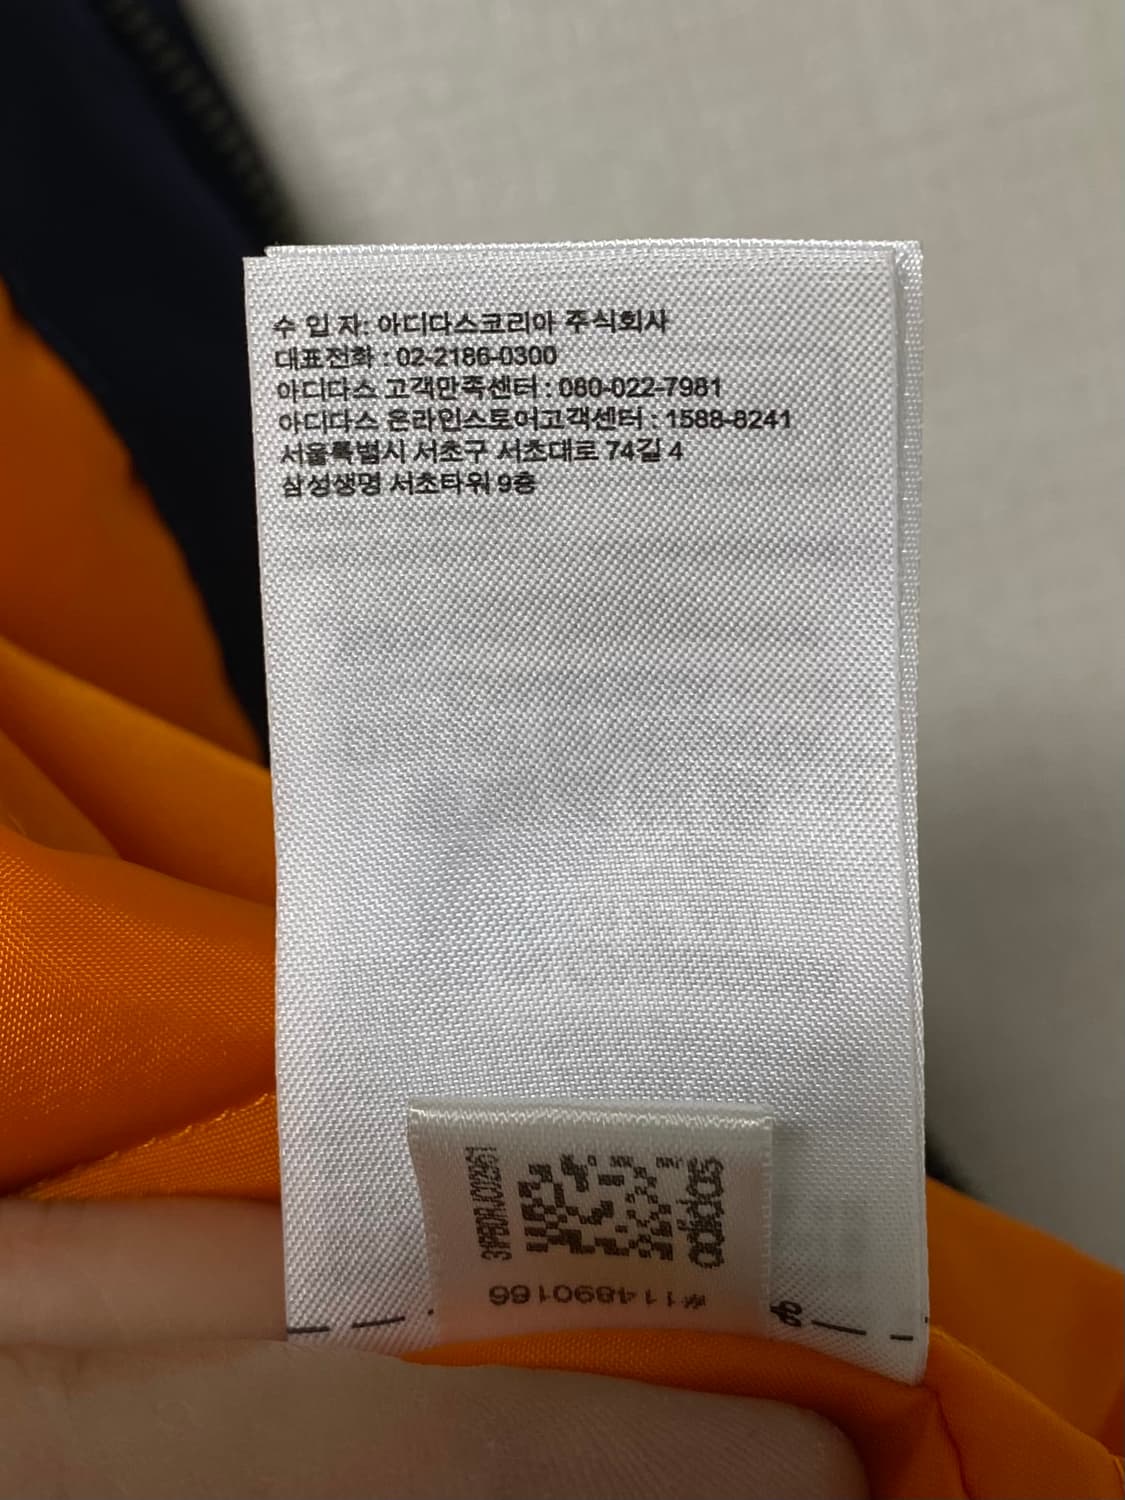 수 입 자: 아디다스코리아 주식회사
대표전화 : 02-2186-0300
아디다스 고객만족센터 : 080-022-7981
아디다스 온라인스토어고객센터 : 1588-8241
서울특별시 서초구 서초대로 74길 4
삼성생명 서초타워 9층
adidas
#114890166